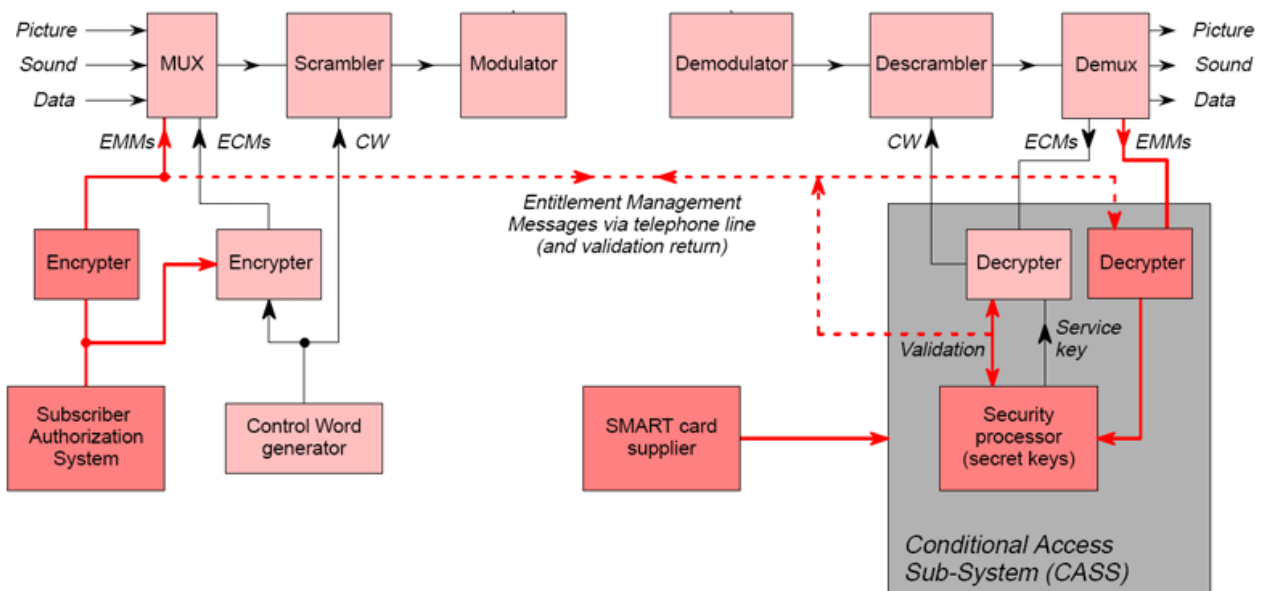 Picture
Sound
Data
MUX
Scrambler
Modulator
Demodulator
Descrambler
Demux
Picture
Sound
Data
EMMs
ECMs
CW
CW
ECMs
EMMs
Entitlement Management
Messages via telephone line
(and validation return)
Encrypter
Encrypter
Decrypter
Decrypter
Validation
Service
key
Subscriber
Authorization
System
Control Word
generator
SMART card
supplier
Security
processor
(secret keys)
Conditional Access
Sub-System (CASS)